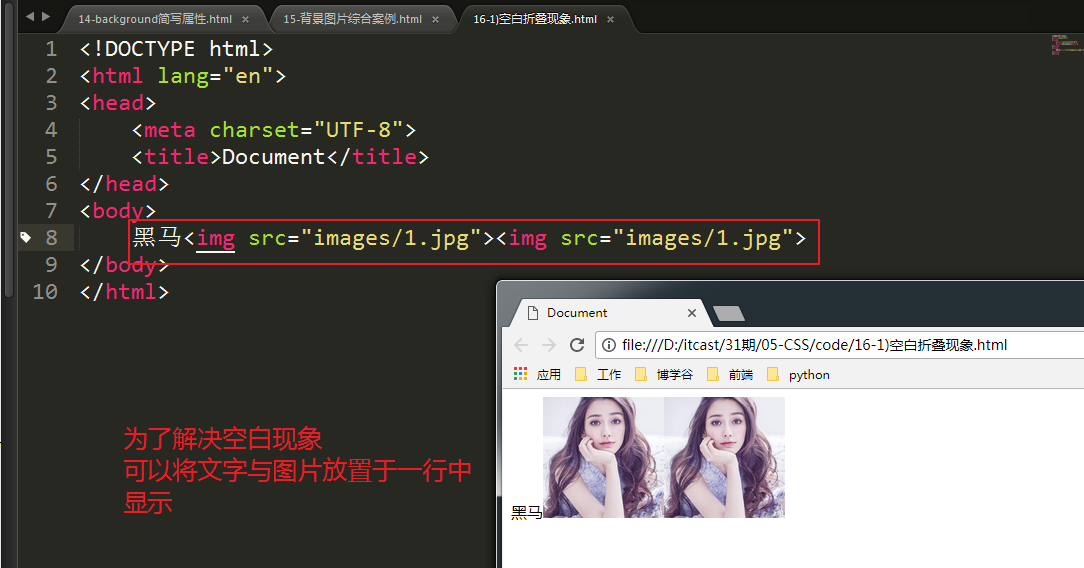 14-background简写属性.html × 15-背景图片综合案例.html × 16-1)空白折叠现象.html ×
1 <!DOCTYPE html>
2 <html lang="en">
3 <head>
4 <meta charset="UTF-8">
5 <title>Document</title>
6 </head>
7 <body>
8 黑马<img src="images/1.jpg"><img src="images/1.jpg">
9 </body>
10 </html>
Document ×
file:///D:/itcast/31期/05-CSS/code/16-1)空白折叠现象.html
应用 工作 博学谷 前端 python
为了解决空白现象
可以将文字与图片放置于一行中
显示
黑马